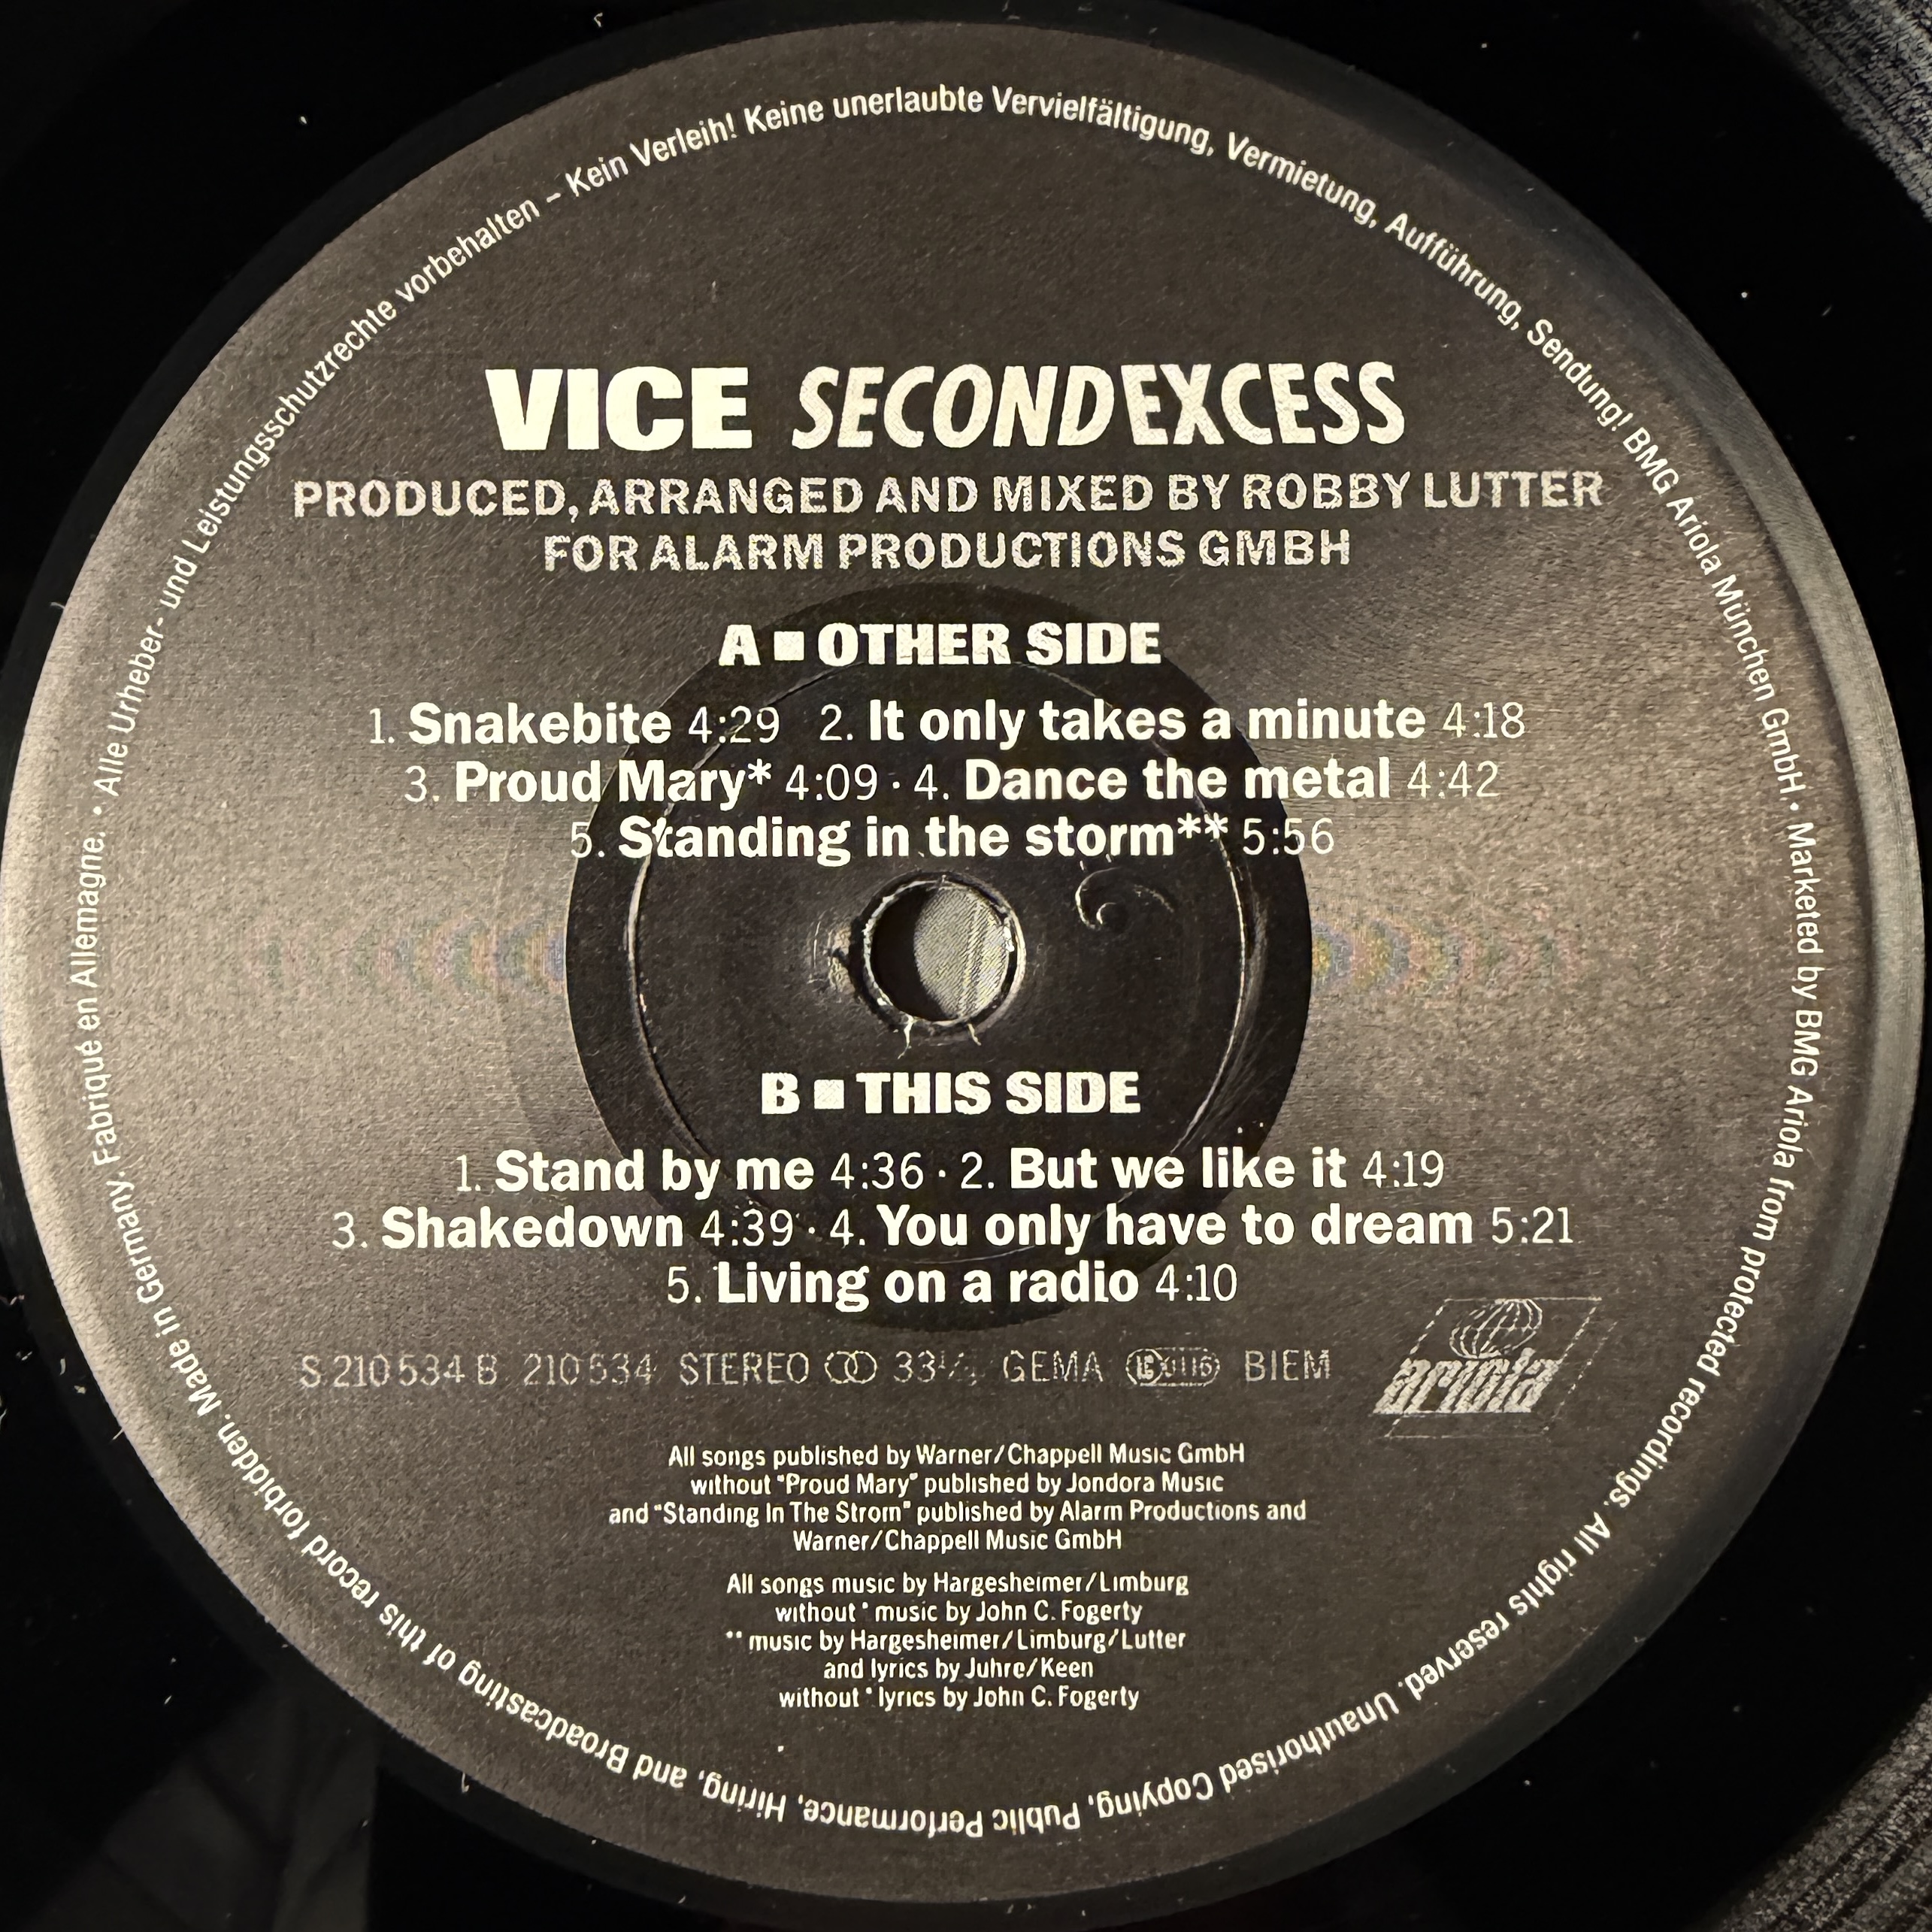 Alle Urheber- und Leistungsschutzrechte vorbehalten – Kein Verleih! Keine unerlaubte Vervielfältigung, Vermietung, Aufführung, Sendung! BMG Ariola München GmbH. · Marketed by BMG Ariola from protected recordings. All rights reserved. Unauthorised Copying, Public Performance, Hiring, and Broadcasting of this record forbidden. Made in Germany. Fabriqué en Allemagne. ·
VICE SECONDEXCESS
PRODUCED, ARRANGED AND MIXED BY ROBBY LUTTER
FOR ALARM PRODUCTIONS GMBH
A ■ OTHER SIDE
1. Snakebite 4:29 2. It only takes a minute 4:18
3. Proud Mary* 4:09 · 4. Dance the metal 4:42
5. Standing in the storm** 5:56
B ■ THIS SIDE
1. Stand by me 4:36 · 2. But we like it 4:19
3. Shakedown 4:39 · 4. You only have to dream 5:21
5. Living on a radio 4:10
S 210 534 B 210 534 STEREO 33⅓ GEMA LC 0116 BIEM
ariola
All songs published by Warner/Chappell Music GmbH
without "Proud Mary" published by Jondora Music
and "Standing In The Strom" published by Alarm Productions and
Warner/Chappell Music GmbH
All songs music by Hargesheimer/Limburg
without * music by John C. Fogerty
** music by Hargesheimer/Limburg/Lutter
and lyrics by Juhre/Keen
without * lyrics by John C. Fogerty